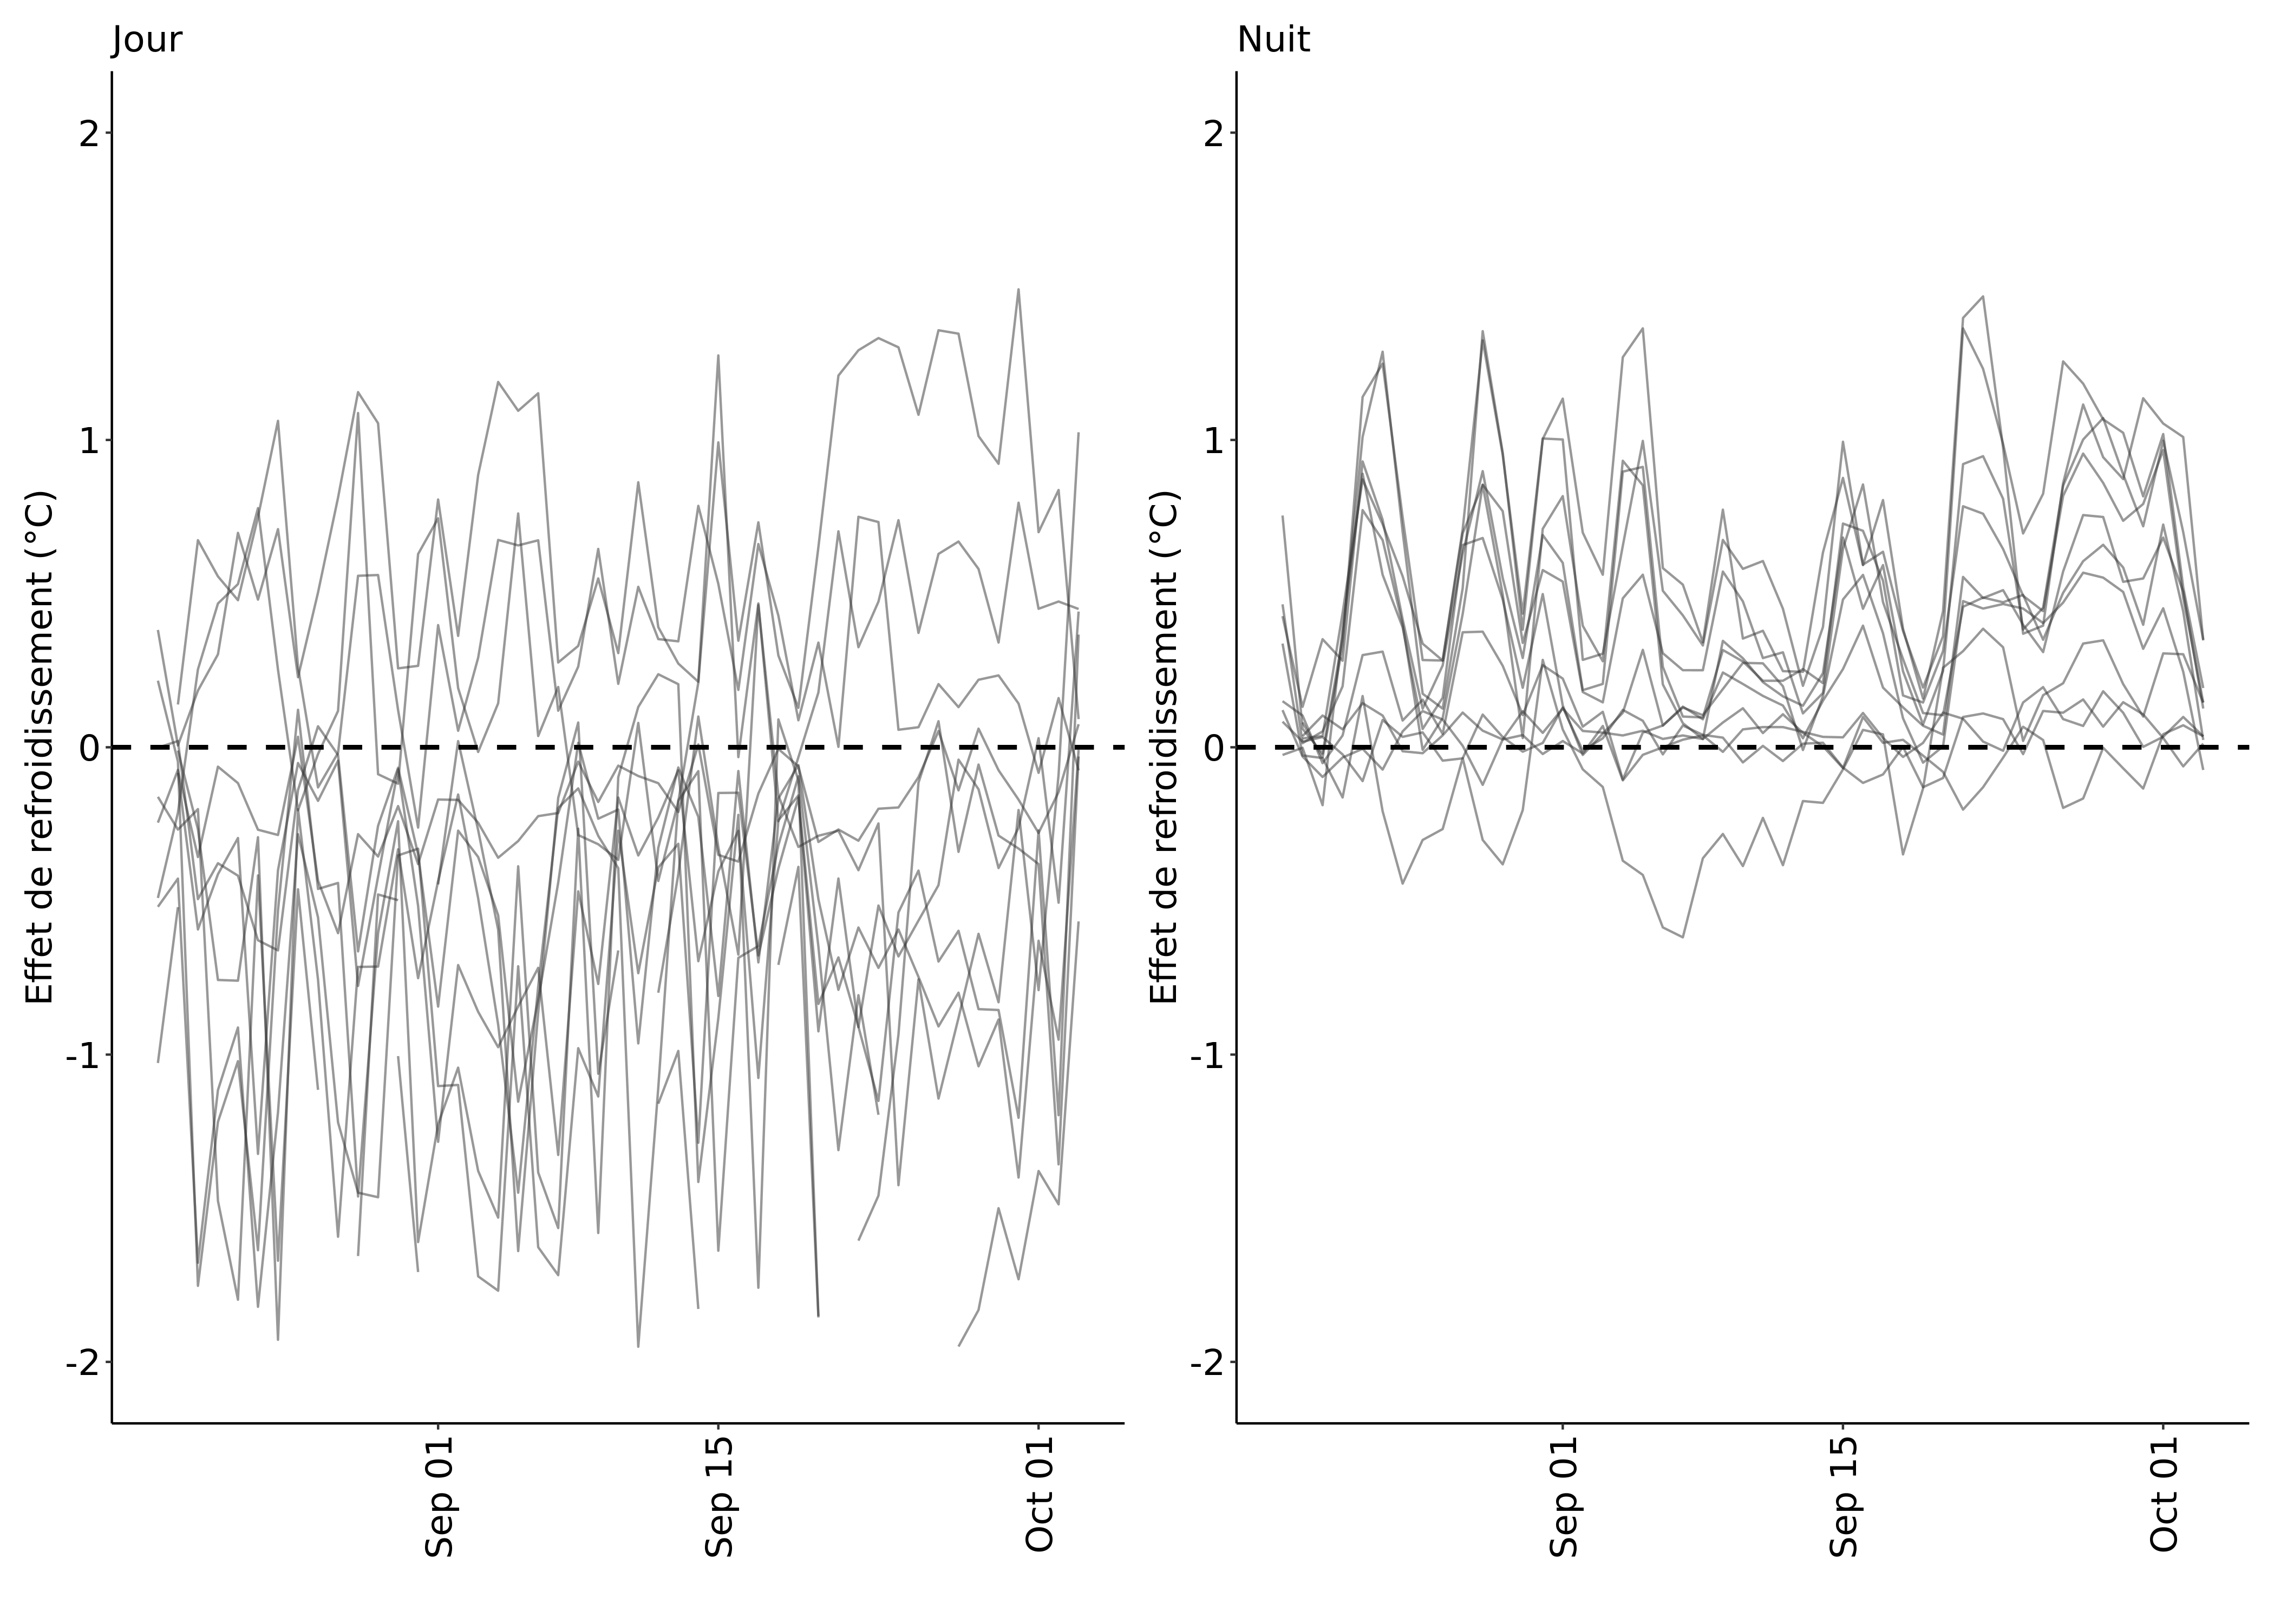 Jour
Effet de refroidissement (°C)
2
1
0
-1
-2
Sep 01
Sep 15
Oct 01
Nuit
Effet de refroidissement (°C)
2
1
0
-1
-2
Sep 01
Sep 15
Oct 01